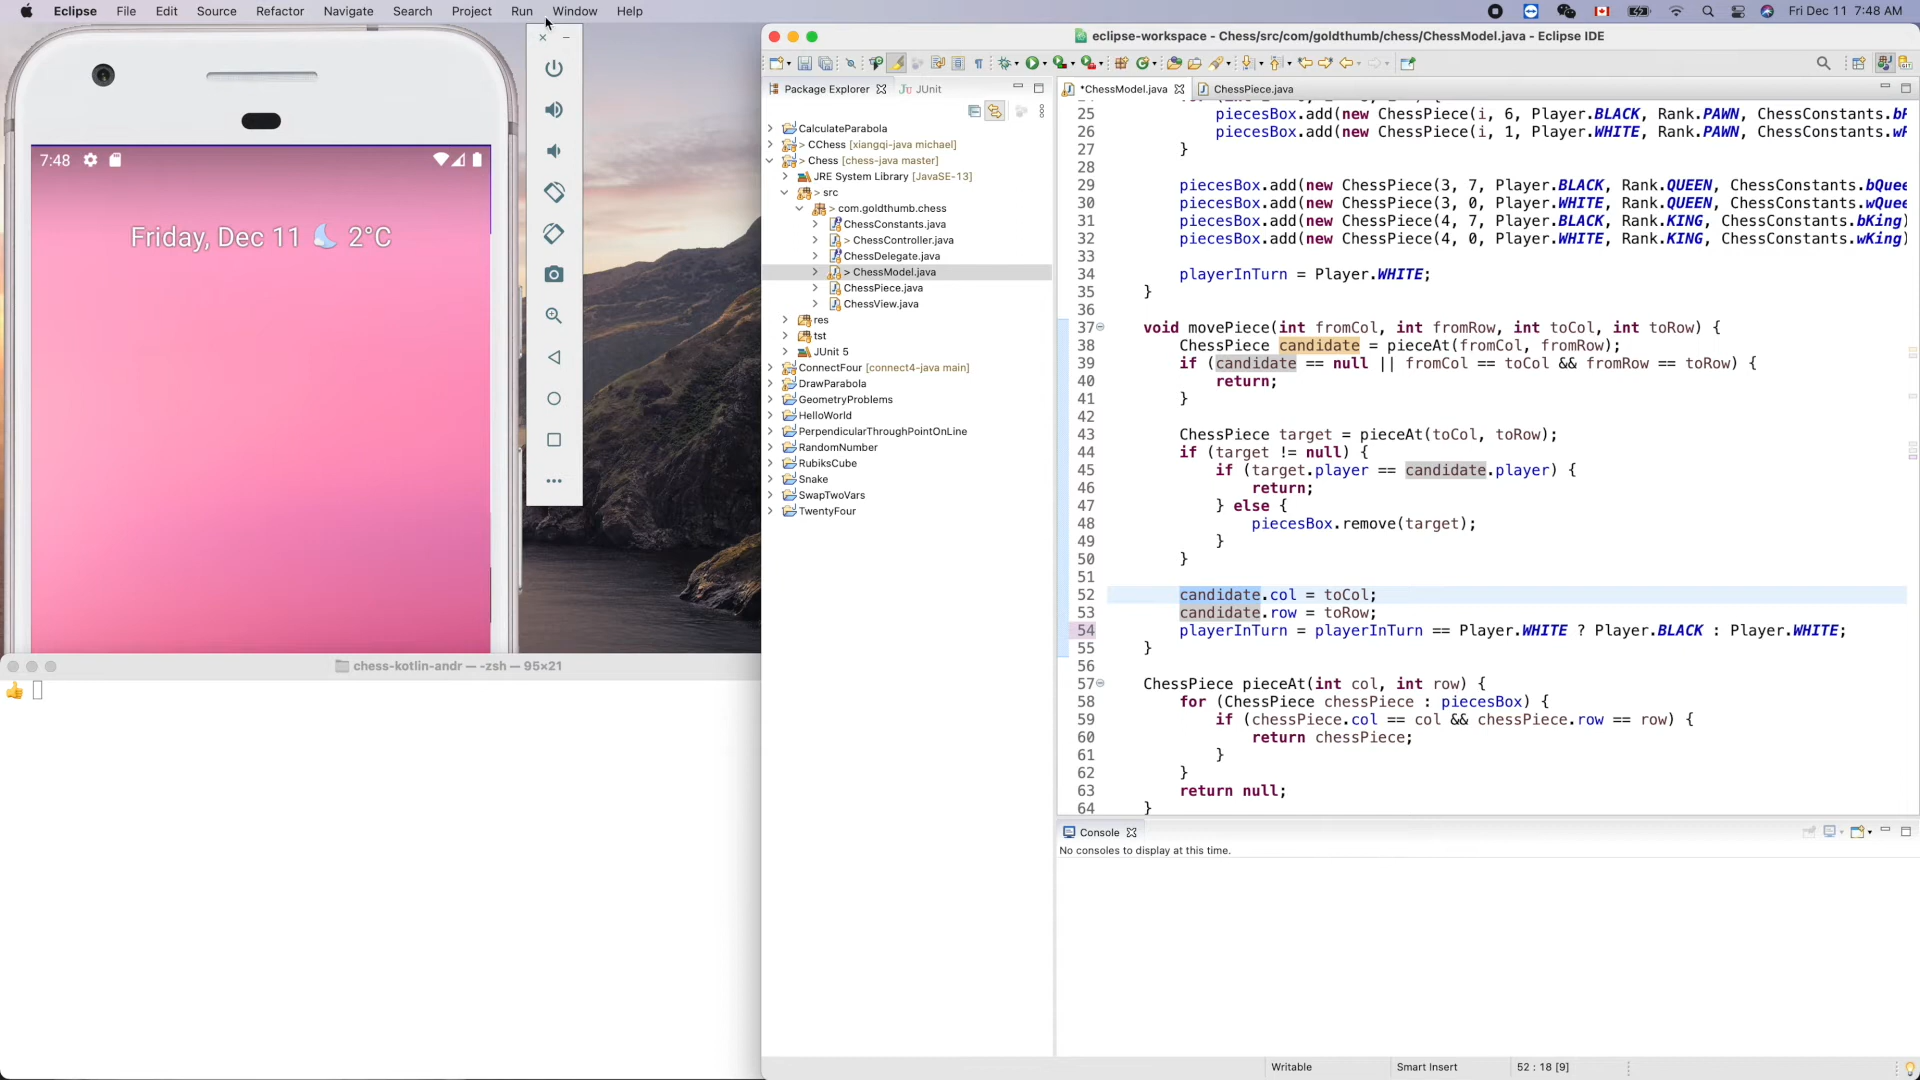 Eclipse File Edit Source Refactor Navigate Search Project Run Window Help Fri Dec 11 7:48 AM
eclipse-workspace - Chess/src/com/goldthumb/chess/ChessModel.java - Eclipse IDE
7:48
Friday, Dec 11 2°C
chess-kotlin-andr — -zsh — 95×21
Package Explorer JUnit
CalculateParabola
> CChess [xiangqi-java michael]
> Chess [chess-java master]
JRE System Library [JavaSE-13]
> src
> com.goldthumb.chess
ChessConstants.java
> ChessController.java
ChessDelegate.java
> ChessModel.java
ChessPiece.java
ChessView.java
res
tst
JUnit 5
ConnectFour [connect4-java main]
DrawParabola
GeometryProblems
HelloWorld
PerpendicularThroughPointOnLine
RandomNumber
RubiksCube
Snake
SwapTwoVars
TwentyFour
*ChessModel.java ChessPiece.java
25 piecesBox.add(new ChessPiece(i, 6, Player.BLACK, Rank.PAWN, ChessConstants.bP
26 piecesBox.add(new ChessPiece(i, 1, Player.WHITE, Rank.PAWN, ChessConstants.wP
27 }
28
29 piecesBox.add(new ChessPiece(3, 7, Player.BLACK, Rank.QUEEN, ChessConstants.bQuee
30 piecesBox.add(new ChessPiece(3, 0, Player.WHITE, Rank.QUEEN, ChessConstants.wQuee
31 piecesBox.add(new ChessPiece(4, 7, Player.BLACK, Rank.KING, ChessConstants.bKing)
32 piecesBox.add(new ChessPiece(4, 0, Player.WHITE, Rank.KING, ChessConstants.wKing)
33
34 playerInTurn = Player.WHITE;
35 }
36
37 void movePiece(int fromCol, int fromRow, int toCol, int toRow) {
38 ChessPiece candidate = pieceAt(fromCol, fromRow);
39 if (candidate == null || fromCol == toCol && fromRow == toRow) {
40 return;
41 }
42
43 ChessPiece target = pieceAt(toCol, toRow);
44 if (target != null) {
45 if (target.player == candidate.player) {
46 return;
47 } else {
48 piecesBox.remove(target);
49 }
50 }
51
52 candidate.col = toCol;
53 candidate.row = toRow;
54 playerInTurn = playerInTurn == Player.WHITE ? Player.BLACK : Player.WHITE;
55 }
56
57 ChessPiece pieceAt(int col, int row) {
58 for (ChessPiece chessPiece : piecesBox) {
59 if (chessPiece.col == col && chessPiece.row == row) {
60 return chessPiece;
61 }
62 }
63 return null;
64 }
Console
No consoles to display at this time.
Writable Smart Insert 52 : 18 [9]